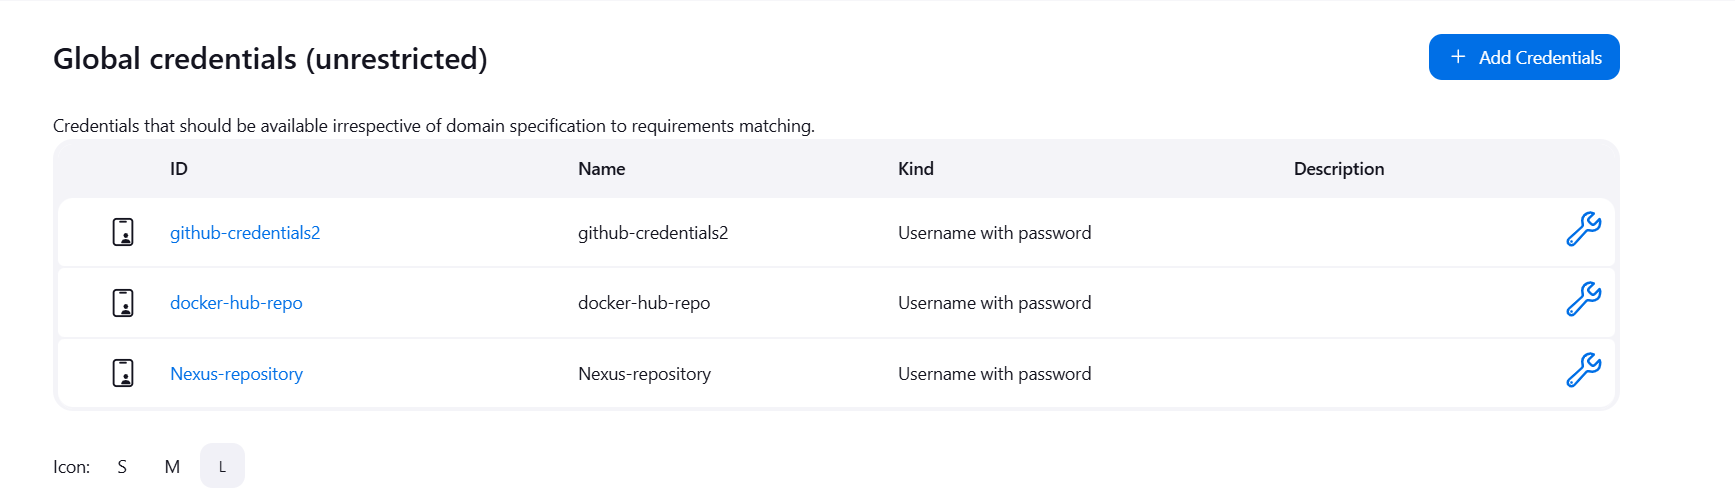 Global credentials (unrestricted)
+ Add Credentials
Credentials that should be available irrespective of domain specification to requirements matching.
ID Name Kind Description
github-credentials2 github-credentials2 Username with password
docker-hub-repo docker-hub-repo Username with password
Nexus-repository Nexus-repository Username with password
Icon: S M L